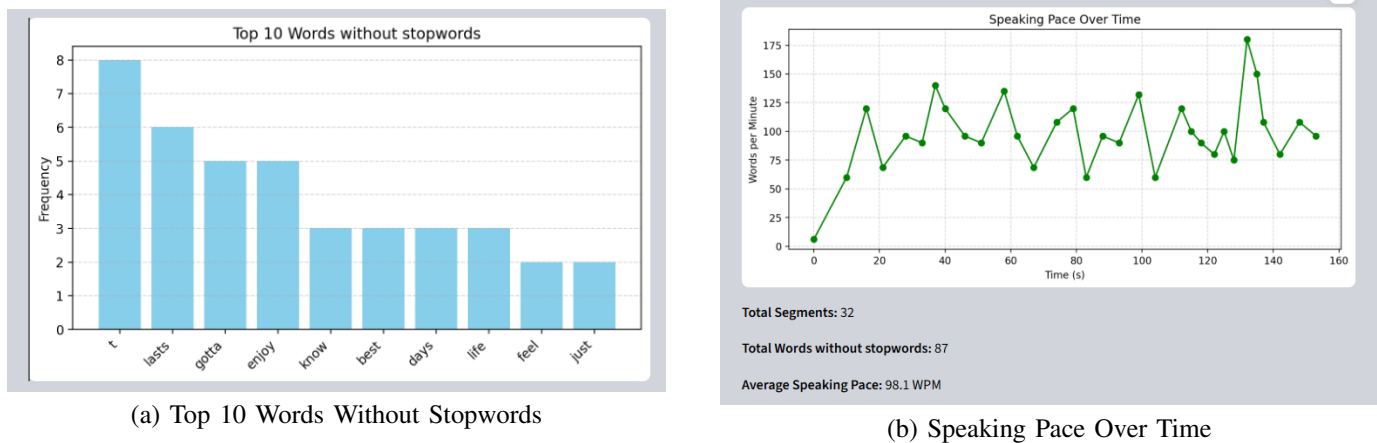 Top 10 Words without stopwords
Frequency
8
7
6
5
4
3
2
1
0
t
lasts
gotta
enjoy
know
best
days
life
feel
just
(a) Top 10 Words Without Stopwords
Speaking Pace Over Time
Words per Minute
175
150
125
100
75
50
25
0
0 20 40 60 80 100 120 140 160
Time (s)
Total Segments: 32
Total Words without stopwords: 87
Average Speaking Pace: 98.1 WPM
(b) Speaking Pace Over Time